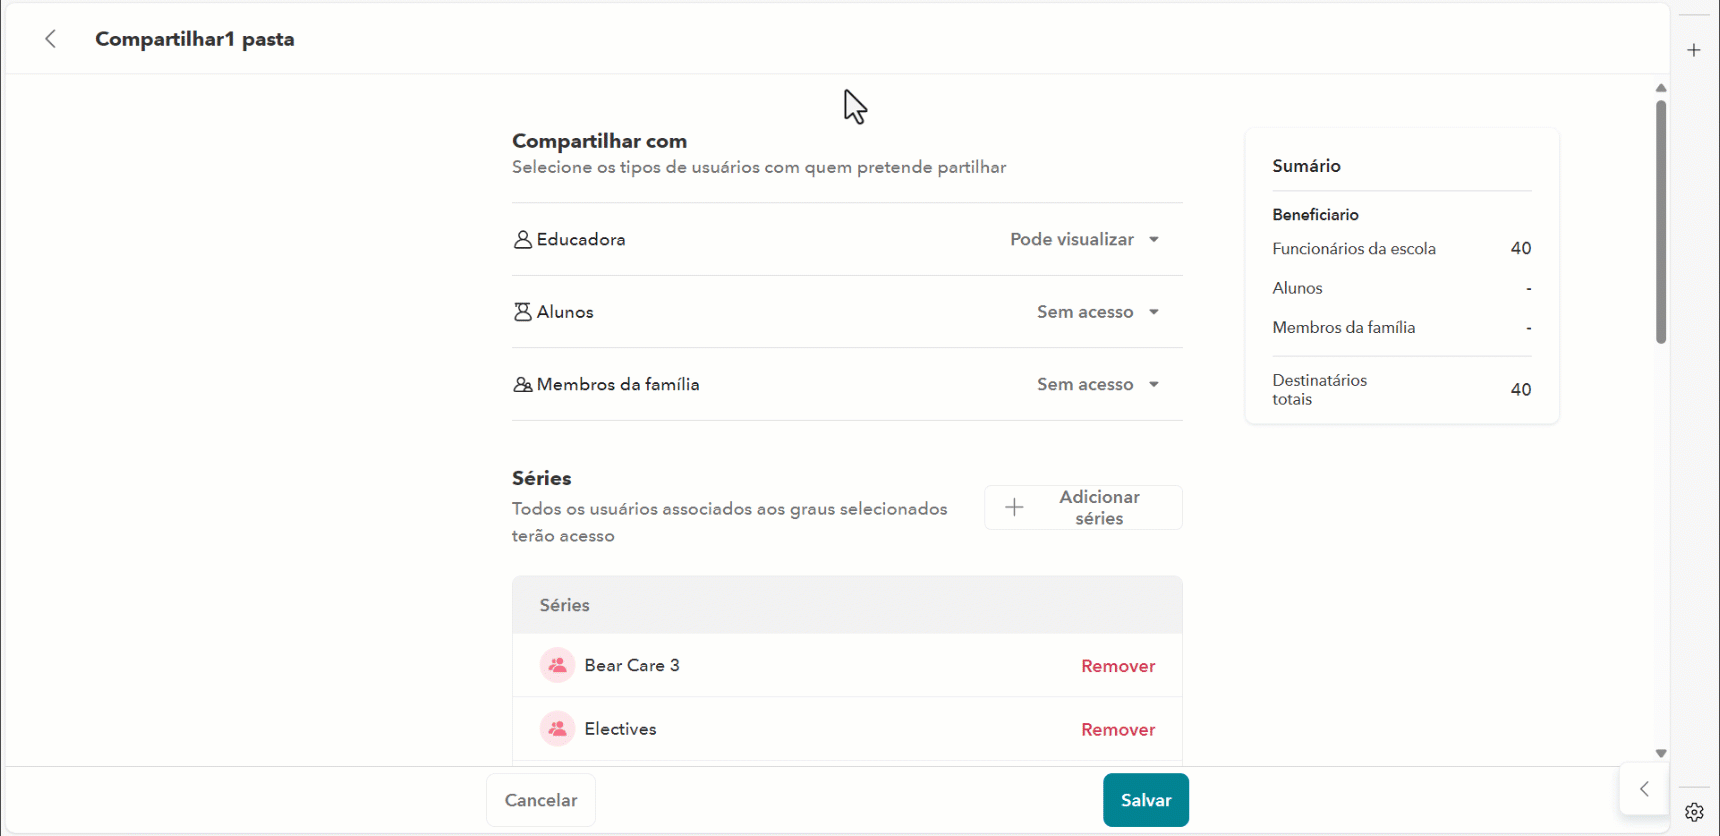 Compartilhar1 pasta
Compartilhar com
Selecione os tipos de usuários com quem pretende partilhar
Educadora
Pode visualizar
Alunos
Sem acesso
Membros da família
Sem acesso
Séries
Todos os usuários associados aos graus selecionados
terão acesso
Adicionar
séries
Séries
Bear Care 3
Remover
Electives
Remover
Cancelar
Salvar
Sumário
Beneficiario
Funcionários da escola
40
Alunos
-
Membros da família
-
Destinatários
totais
40